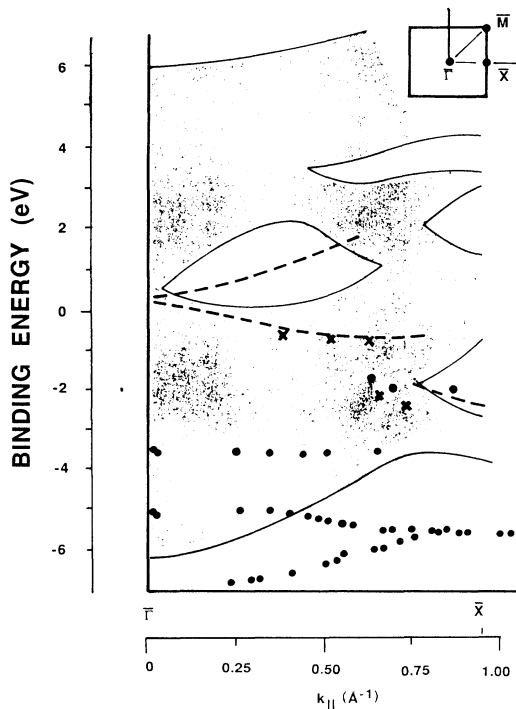 M̅
Γ̅
X̅
BINDING ENERGY (eV)
6
4
2
0
-2
-4
-6
Γ̅
X̅
0
0.25
0.50
0.75
1.00
k|| (A⁻¹)